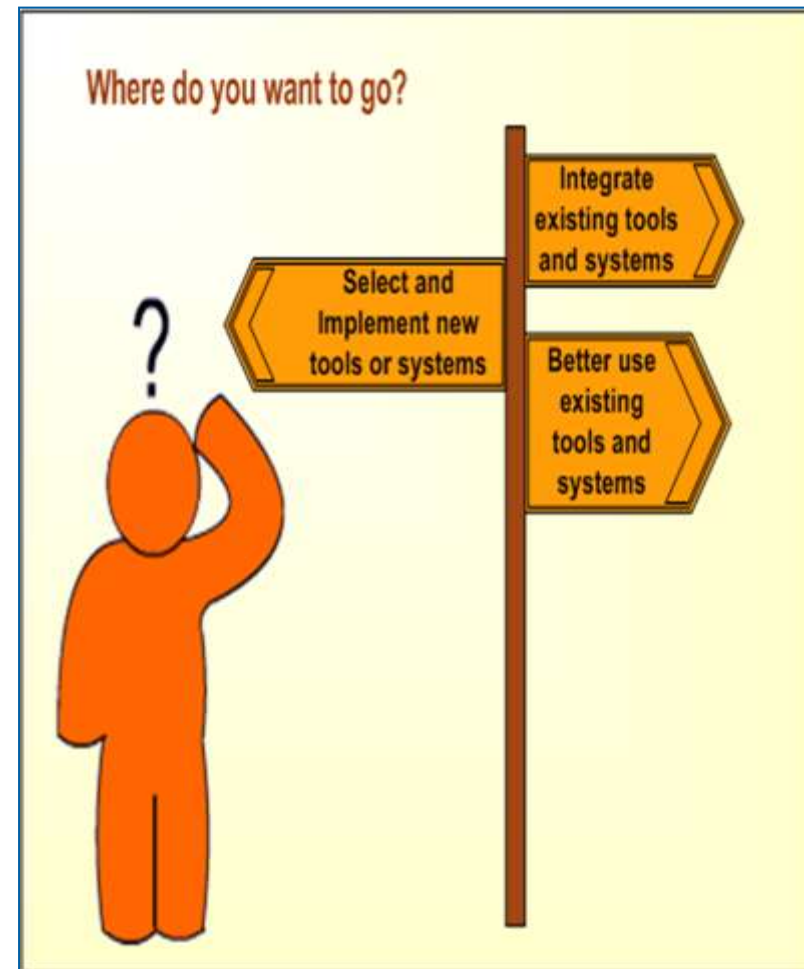 Where do you want to go?
Integrate
existing tools
and systems
Select and
Implement new
tools or systems
Better use
existing
tools and
systems
?